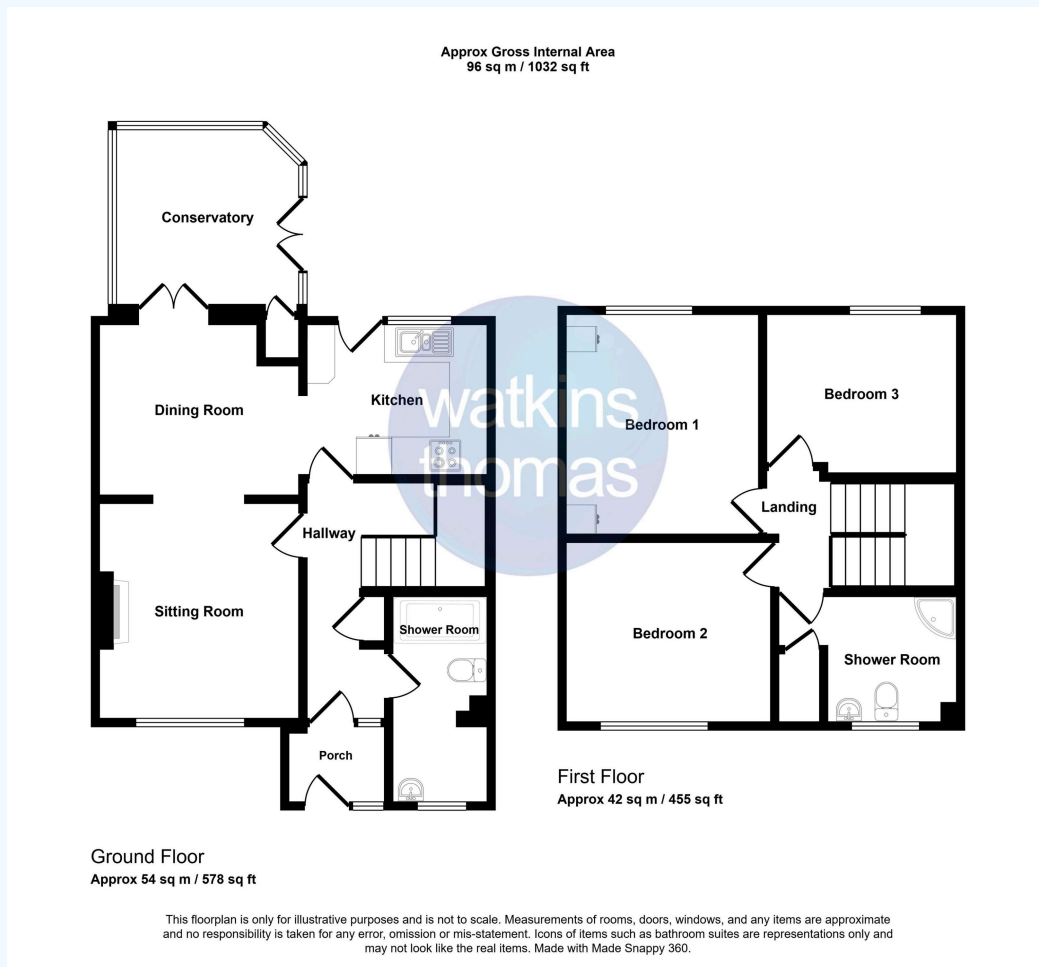 Approx Gross Internal Area
96 sq m / 1032 sq ft
Conservatory
Dining Room
Kitchen
Hallway
Sitting Room
Shower Room
Porch
Bedroom 1
Bedroom 3
Landing
Bedroom 2
Shower Room
watkins
thomas
First Floor
Approx 42 sq m / 455 sq ft
Ground Floor
Approx 54 sq m / 578 sq ft
This floorplan is only for illustrative purposes and is not to scale. Measurements of rooms, doors, windows, and any items are approximate
and no responsibility is taken for any error, omission or mis-statement. Icons of items such as bathroom suites are representations only and
may not look like the real items. Made with Made Snappy 360.